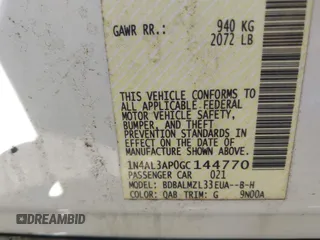 GAWR RR.: 940 KG
2072 LB
THIS VEHICLE CONFORMS TO
ALL APPLICABLE FEDERAL
MOTOR VEHICLE SAFETY,
BUMPER, AND THEFT
PREVENTION STANDARDS
IN EFFECT ON THE DATE OF
MANUFACTURE SHOWN ABOVE.
1N4AL3AP0GC144770
PASSENGER CAR 021
MODEL: BDBALMZL33EUA--B-H
COLOR: QAB TRIM: G 9N00A